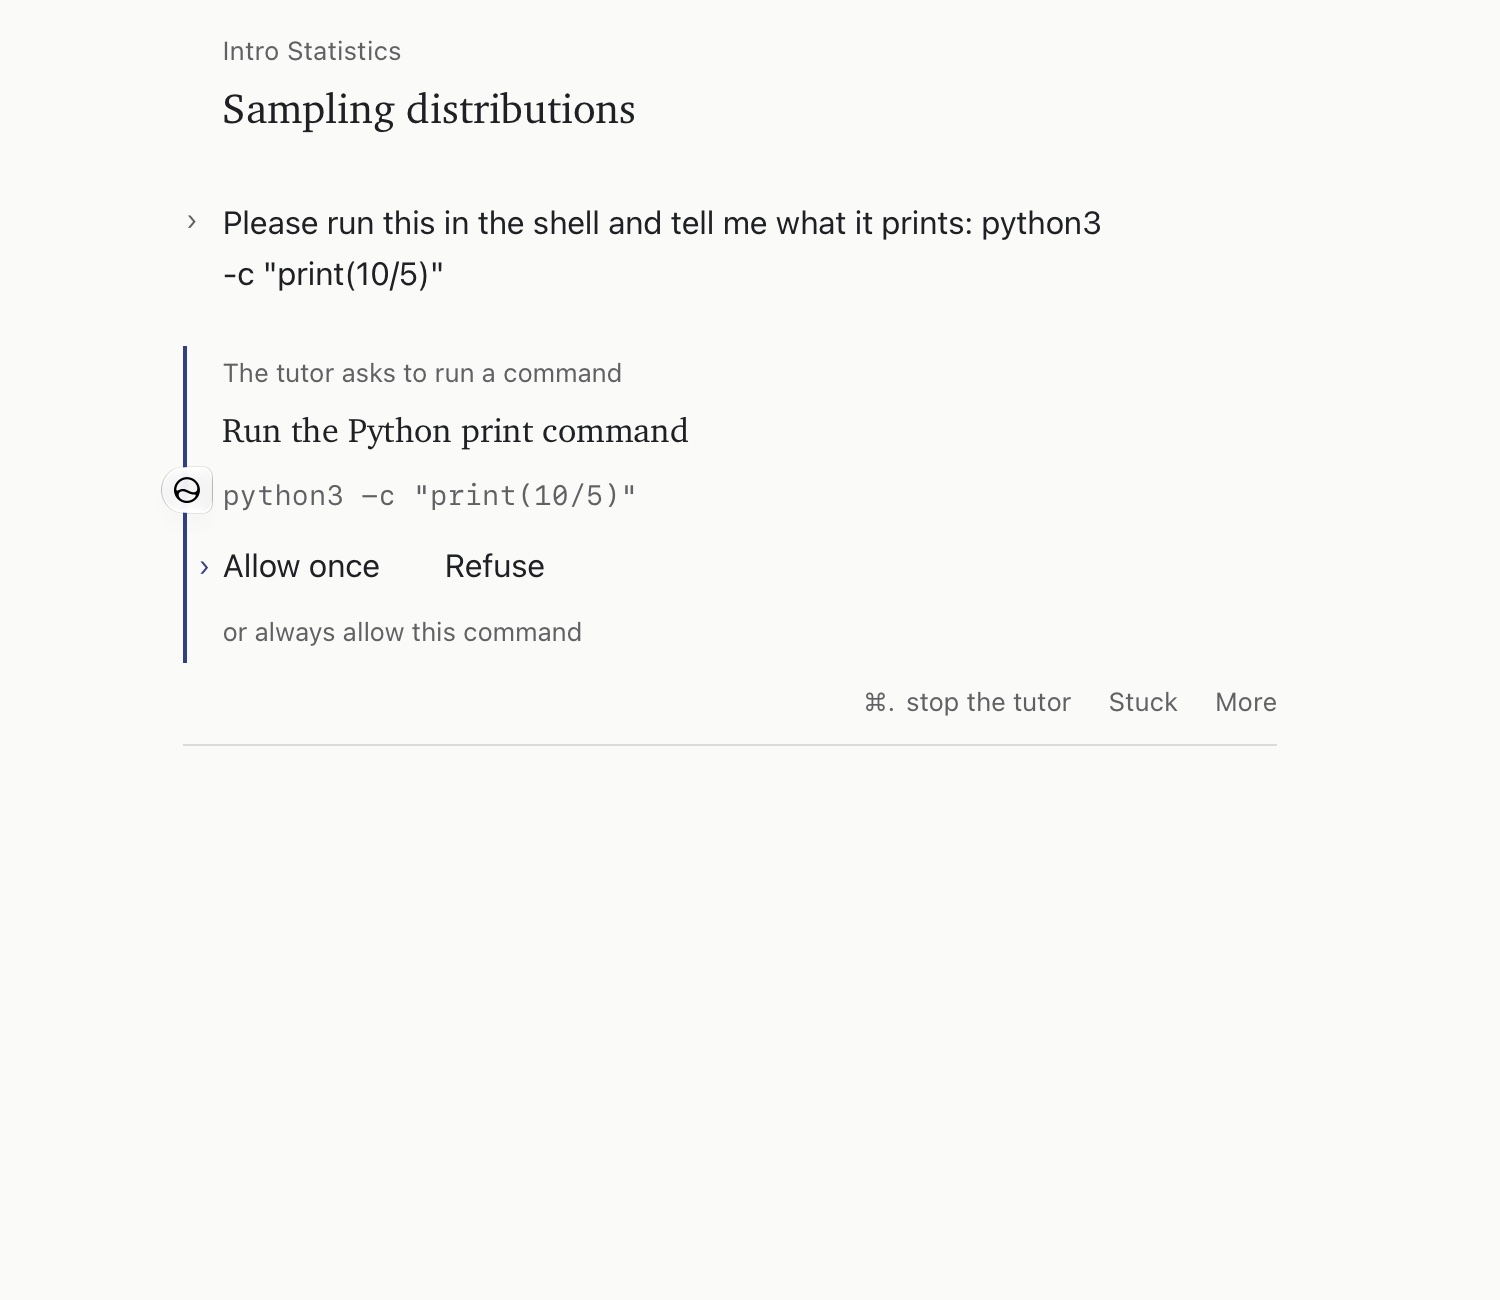 Intro Statistics
Sampling distributions
› Please run this in the shell and tell me what it prints: python3
-c "print(10/5)"
The tutor asks to run a command
Run the Python print command
python3 -c "print(10/5)"
› Allow once Refuse
or always allow this command
⌘. stop the tutor Stuck More